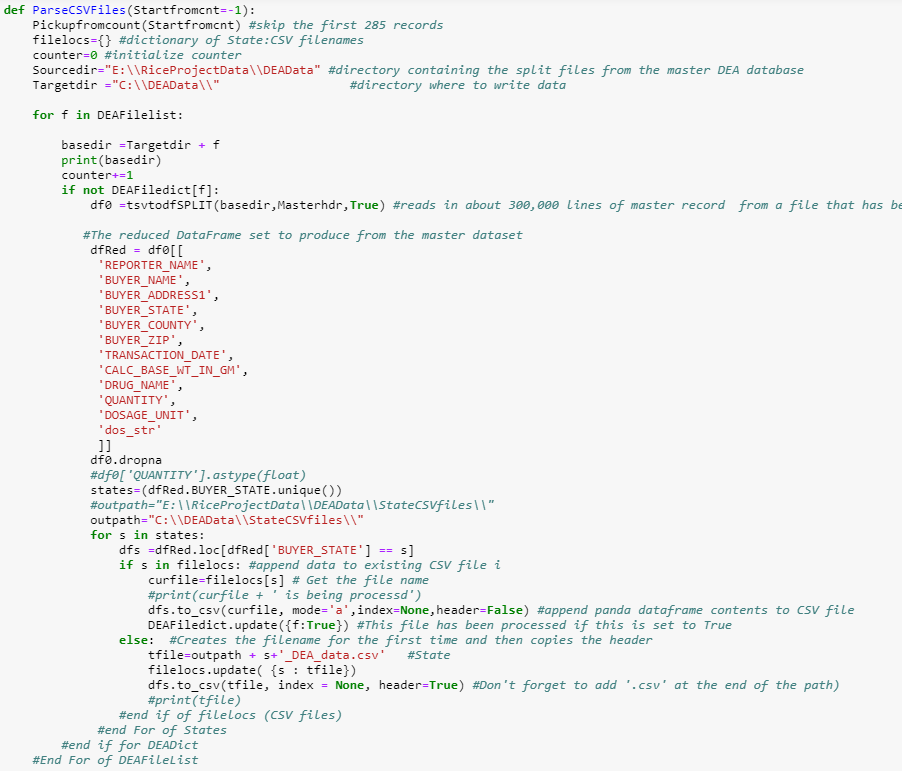 def ParseCSVFiles(Startfromcnt=-1):
    Pickupfromcount(Startfromcnt) #skip the first 285 records
    filelocs={} #dictionary of State:CSV filenames
    counter=0 #initialize counter
    Sourcedir="E:\\RiceProjectData\\DEAData" #directory containing the split files from the master DEA database
    Targetdir ="C:\\DEAData\\"                  #directory where to write data

    for f in DEAFilelist:

        basedir =Targetdir + f
        print(basedir)
        counter+=1
        if not DEAFiledict[f]:
            df0 =tsvtodfSPLIT(basedir,Masterhdr,True) #reads in about 300,000 lines of master record  from a file that has be

           #The reduced DataFrame set to produce from the master dataset
            dfRed = df0[[
             'REPORTER_NAME',
             'BUYER_NAME',
             'BUYER_ADDRESS1',
             'BUYER_STATE',
             'BUYER_COUNTY',
             'BUYER_ZIP',
             'TRANSACTION_DATE',
             'CALC_BASE_WT_IN_GM',
             'DRUG_NAME',
             'QUANTITY',
             'DOSAGE_UNIT',
             'dos_str'
             ]]
            df0.dropna
            #df0['QUANTITY'].astype(float)
            states=(dfRed.BUYER_STATE.unique())
            #outpath="E:\\RiceProjectData\\DEAData\\StateCSVfiles\\"
            outpath="C:\\DEAData\\StateCSVfiles\\"
            for s in states:
                dfs =dfRed.loc[dfRed['BUYER_STATE'] == s]
                if s in filelocs: #append data to existing CSV file i
                    curfile=filelocs[s] # Get the file name
                    #print(curfile + ' is being processd')
                    dfs.to_csv(curfile, mode='a',index=None,header=False) #append panda dataframe contents to CSV file
                    DEAFiledict.update({f:True}) #This file has been processed if this is set to True
                else:  #Creates the filename for the first time and then copies the header
                    tfile=outpath + s+'_DEA_data.csv'   #State
                    filelocs.update( {s : tfile})
                    dfs.to_csv(tfile, index = None, header=True) #Don't forget to add '.csv' at the end of the path)
                    #print(tfile)
                #end if of filelocs (CSV files)
             #end For of States
        #end if for DEADict
    #End For of DEAFileList